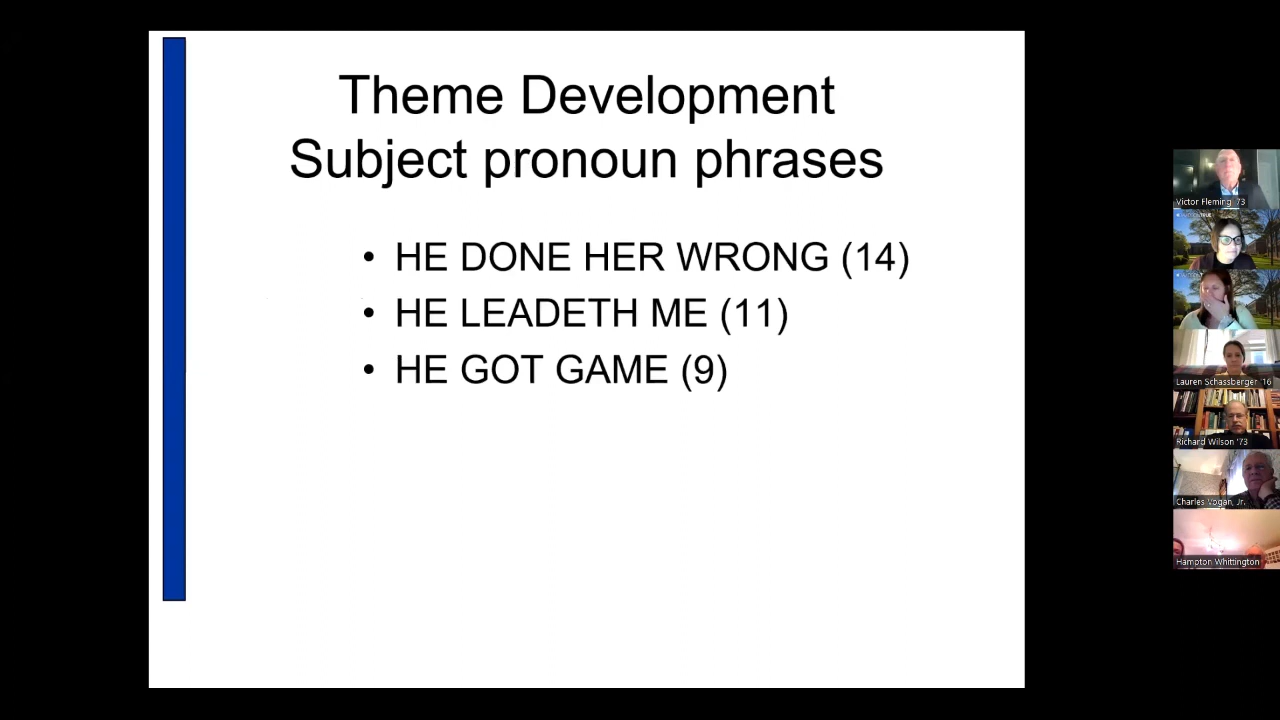 Theme Development
Subject pronoun phrases
• HE DONE HER WRONG (14)
• HE LEADETH ME (11)
• HE GOT GAME (9)
Victor Fleming '73
Lauren Schassberger '16
Richard Wilson '73
Charles Vogan, Jr.
Hampton Whittington